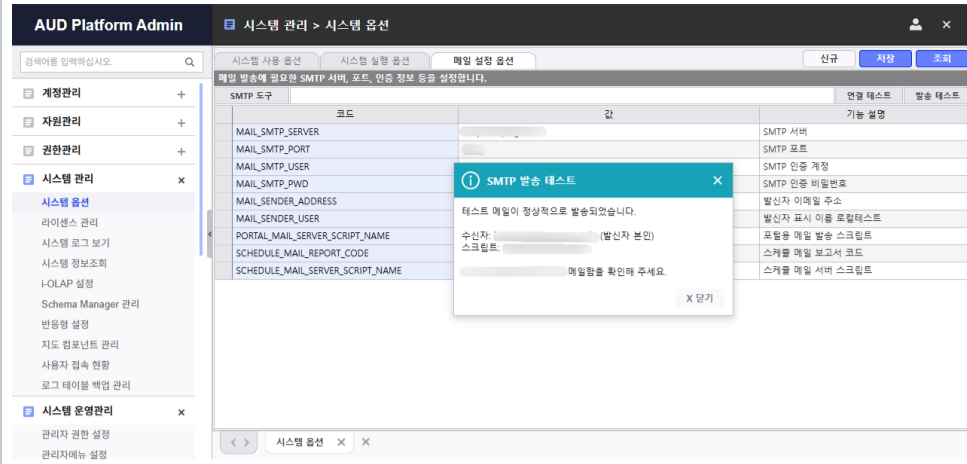 AUD Platform Admin
시스템 관리 > 시스템 옵션
검색어를 입력하십시오.
계정관리
자원관리
권한관리
시스템 관리
시스템 옵션
라이센스 관리
시스템 로그 보기
시스템 정보조회
i-OLAP 설정
Schema Manager 관리
반응형 설정
지도 컴포넌트 관리
사용자 접속 현황
로그 테이블 백업 관리
시스템 운영관리
관리자 권한 설정
관리자메뉴 설정
시스템 사용 옵션 시스템 실행 옵션 메일 설정 옵션 신규 저장 조회
메일 발송에 필요한 SMTP 서버, 포트, 인증 정보 등을 설정합니다.
SMTP 도구 연결 테스트 발송 테스트
코드 값 기능 설명
MAIL_SMTP_SERVER SMTP 서버
MAIL_SMTP_PORT SMTP 포트
MAIL_SMTP_USER SMTP 인증 계정
MAIL_SMTP_PWD SMTP 인증 비밀번호
MAIL_SENDER_ADDRESS 발신자 이메일 주소
MAIL_SENDER_USER 발신자 표시 이름 로컬테스트
PORTAL_MAIL_SERVER_SCRIPT_NAME 포털용 메일 발송 스크립트
SCHEDULE_MAIL_REPORT_CODE 스케쥴 메일 보고서 코드
SCHEDULE_MAIL_SERVER_SCRIPT_NAME 스케쥴 메일 서버 스크립트
SMTP 발송 테스트
테스트 메일이 정상적으로 발송되었습니다.
수신자: (발신자 본인)
스크립트:
메일함을 확인해 주세요.
X 닫기
시스템 옵션